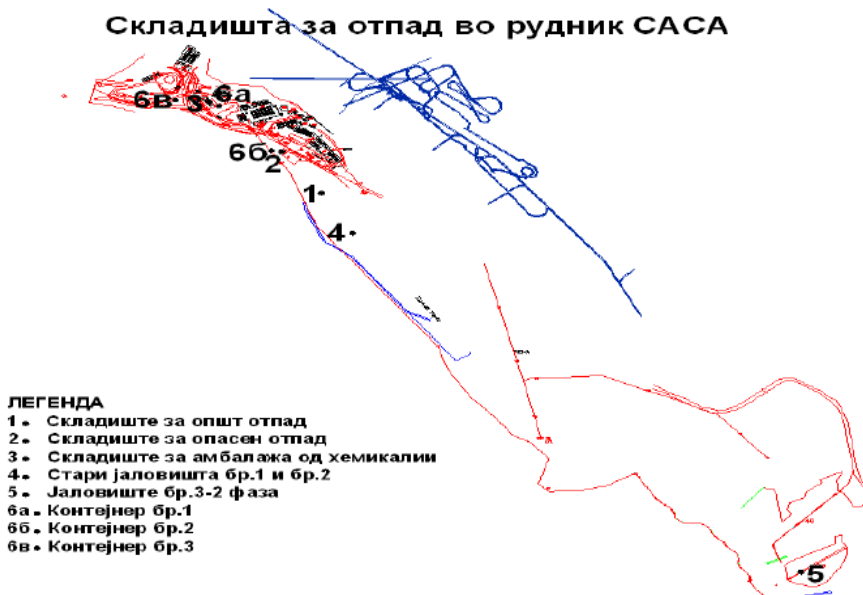 Складишта за отпад во рудник САСА
6в
3
6а
6б
2
1
4
5
ЛЕГЕНДА
1. Складиште за општ отпад
2. Складиште за опасен отпад
3. Складиште за амбалажа од хемикалии
4. Стари јаловишта бр.1 и бр.2
5. Јаловиште бр.3-2 фаза
6а. Контејнер бр.1
6б. Контејнер бр.2
6в. Контејнер бр.3